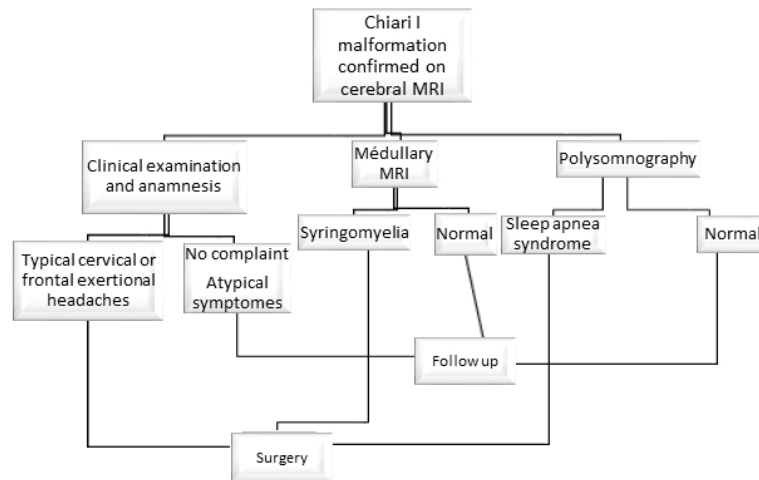 Chiari I
malformation
confirmed on
cerebral MRI
Clinical examination
and anamnesis
Médullary
MRI
Polysomnography
Typical cervical or
frontal exertional
headaches
No complaint
Atypical
symptomes
Syringomyelia
Normal
Sleep apnea
syndrome
Normal
Follow up
Surgery